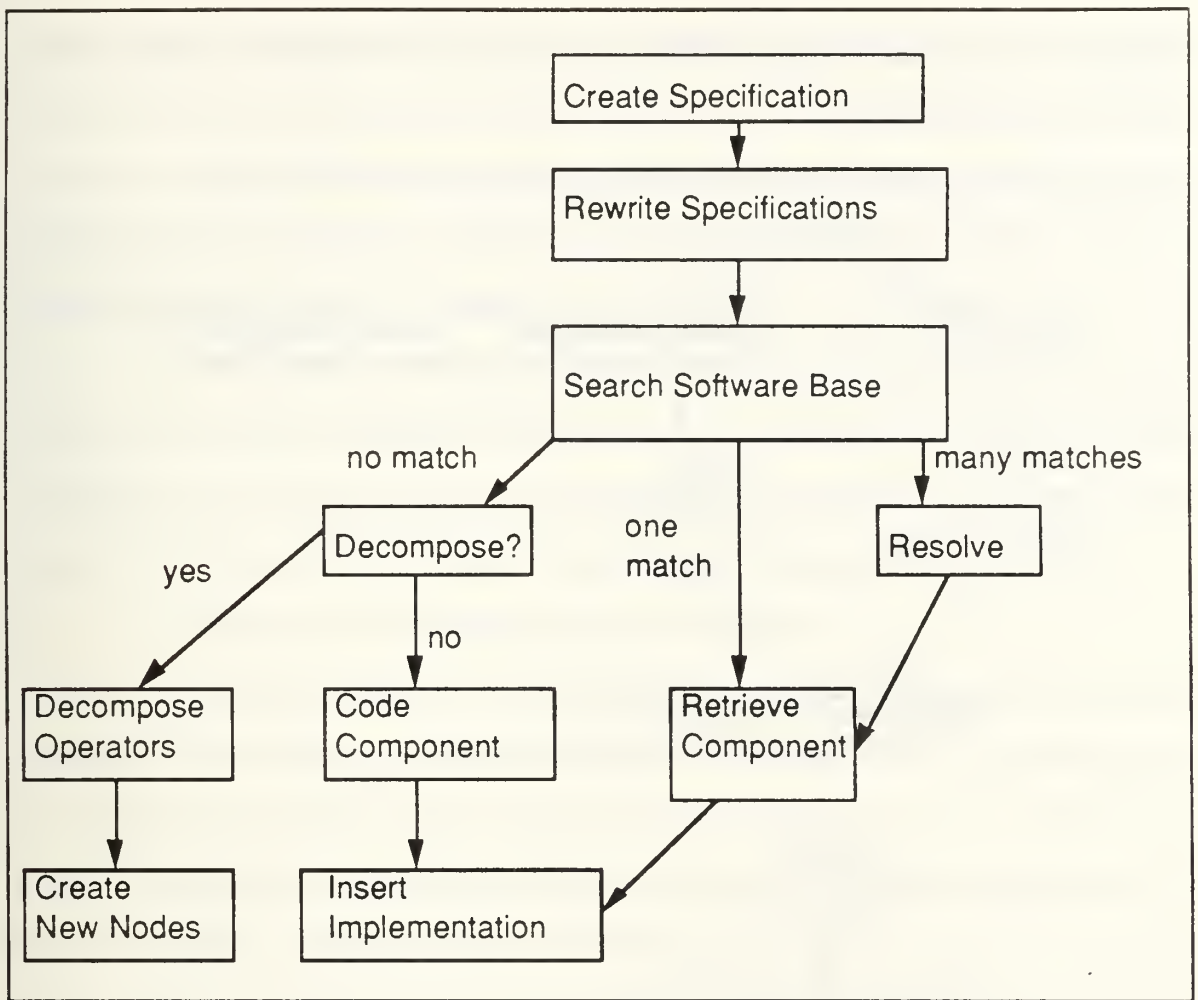 Create Specification
Rewrite Specifications
Search Software Base
no match
many matches
one
match
Decompose?
Resolve
yes
no
Decompose
Operators
Code
Component
Retrieve
Component
Create
New Nodes
Insert
Implementation